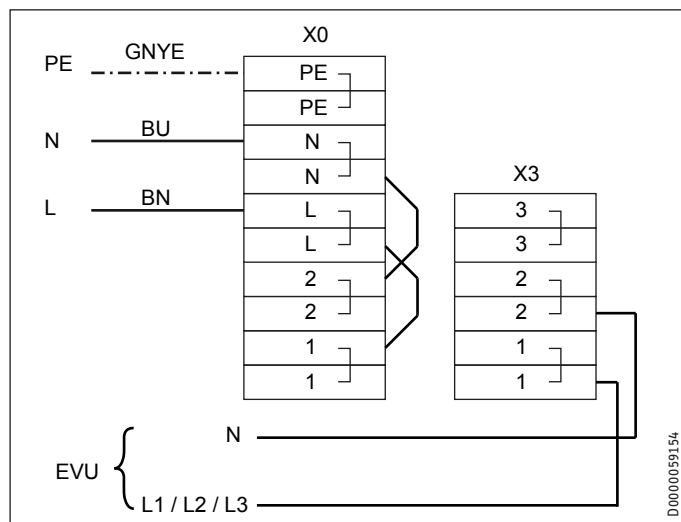 X0
PE GNYE PE
PE
N BU N
N
L BN L
L
2
2
1
1
X3
3
3
2
2
1
1
N
EVU
L1 / L2 / L3
D0000059154